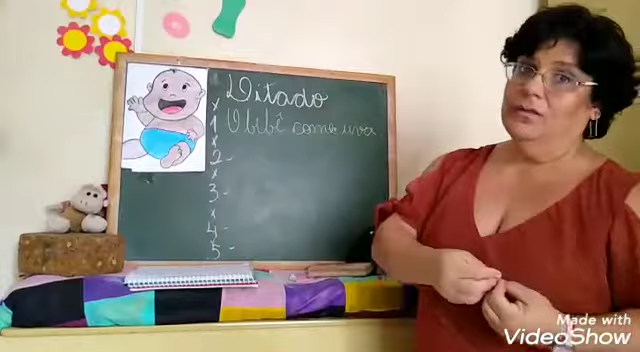 Ditado
x
1 O bebê come uva
x
2-
x
3-
x
4-
5-
Made with
VideoShow